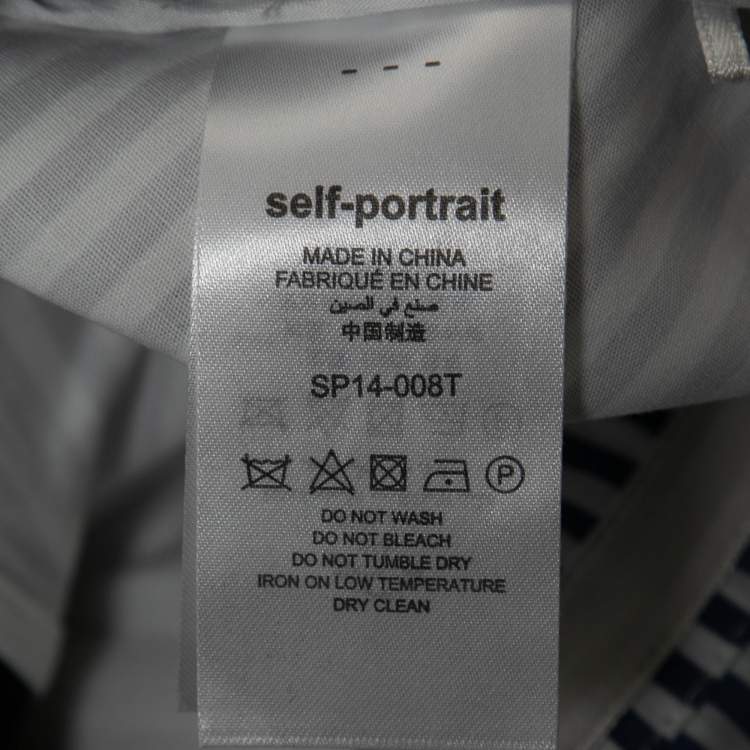 - - -
self-portrait
MADE IN CHINA
FABRIQUÉ EN CHINE
صنع في الصين
中国制造
SP14-008T
P
DO NOT WASH
DO NOT BLEACH
DO NOT TUMBLE DRY
IRON ON LOW TEMPERATURE
DRY CLEAN